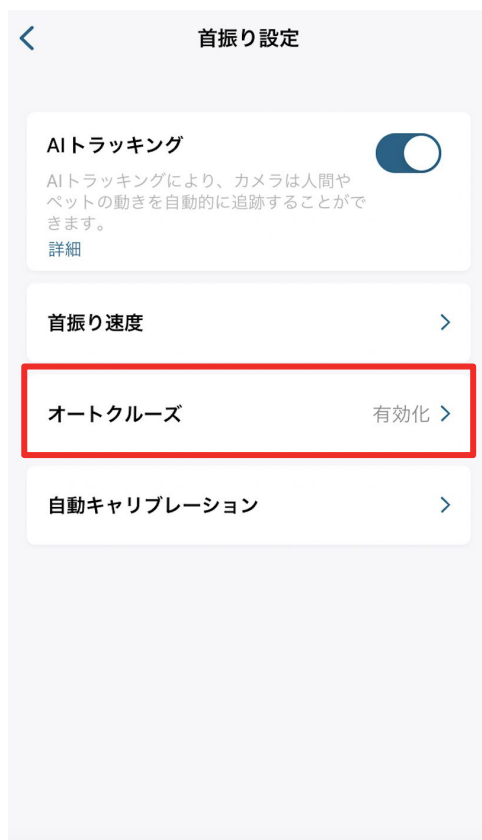 首振り設定
AIトラッキング
AIトラッキングにより、カメラは人間や
ペットの動きを自動的に追跡することがで
きます。
詳細
首振り速度
オートクルーズ 有効化
自動キャリブレーション